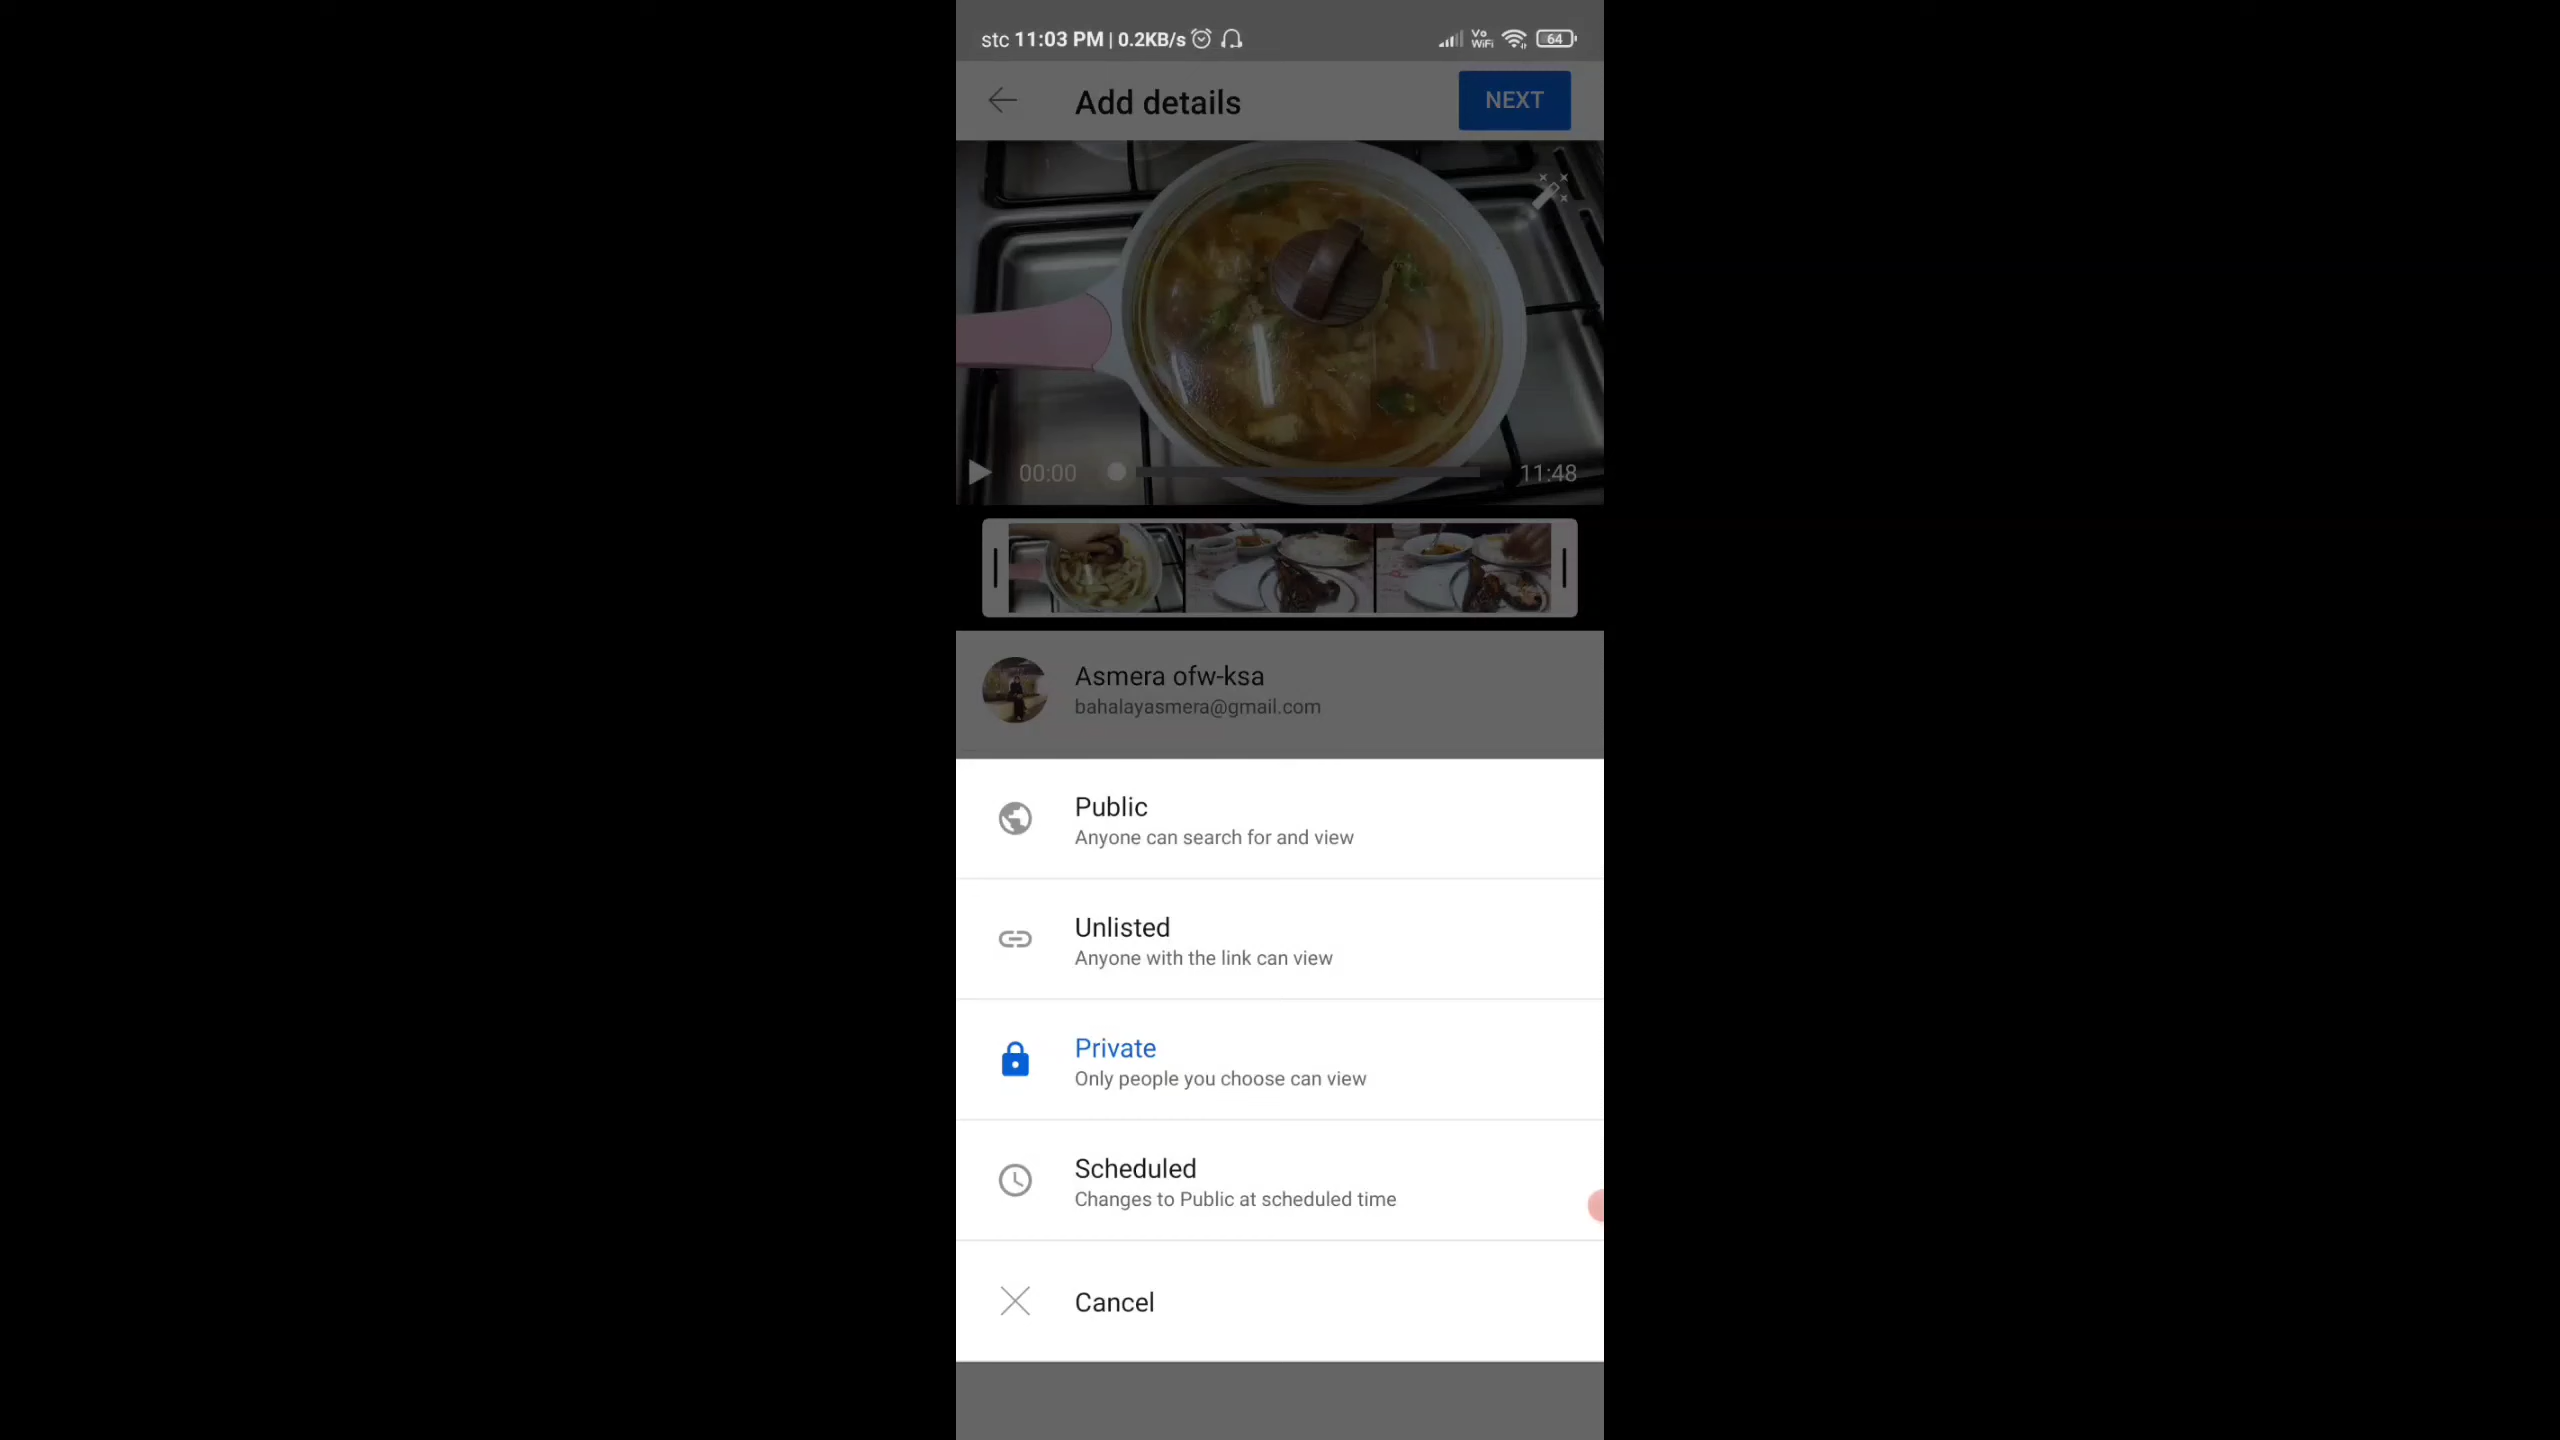 stc 11:03 PM | 0.2KB/s Vo WiFi 64
Add details
NEXT
00:00
11:48
Asmera ofw-ksa
bahalayasmera@gmail.com
Public
Anyone can search for and view
Unlisted
Anyone with the link can view
Private
Only people you choose can view
Scheduled
Changes to Public at scheduled time
Cancel